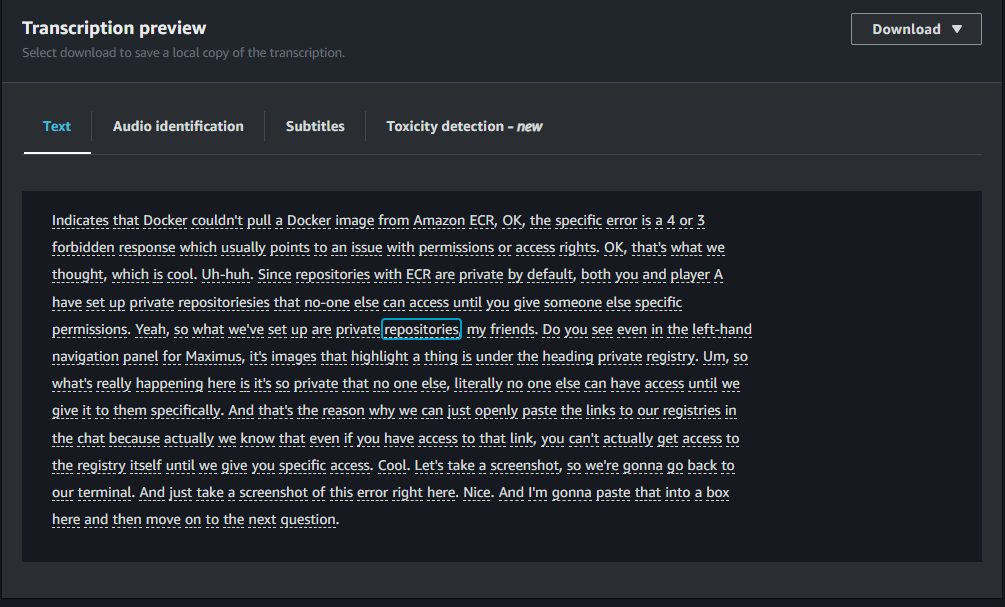 Transcription preview
Download ▼
Select download to save a local copy of the transcription.
Text
Audio identification
Subtitles
Toxicity detection - new
Indicates that Docker couldn't pull a Docker image from Amazon ECR, OK, the specific error is a 4 or 3
forbidden response which usually points to an issue with permissions or access rights. OK, that's what we
thought, which is cool. Uh-huh. Since repositories with ECR are private by default, both you and player A
have set up private repositoriesies that no-one else can access until you give someone else specific
permissions. Yeah, so what we've set up are private repositories, my friends. Do you see even in the left-hand
navigation panel for Maximus, it's images that highlight a thing is under the heading private registry. Um, so
what's really happening here is it's so private that no one else, literally no one else can have access until we
give it to them specifically. And that's the reason why we can just openly paste the links to our registries in
the chat because actually we know that even if you have access to that link, you can't actually get access to
the registry itself until we give you specific access. Cool. Let's take a screenshot, so we're gonna go back to
our terminal. And just take a screenshot of this error right here. Nice. And I'm gonna paste that into a box
here and then move on to the next question.